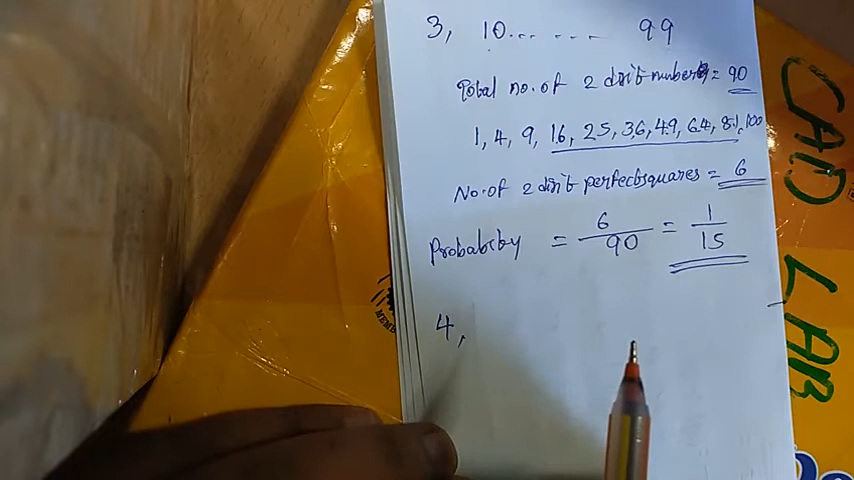 3, 10....... 99
Total no. of 2 digit numbers = 90
1, 4, 9, 16, 25, 36, 49, 64, 81, 100
No. of 2 digit perfect squares = 6
Probability = 6/90 = 1/15
4,
CAD
LAB
MEMB